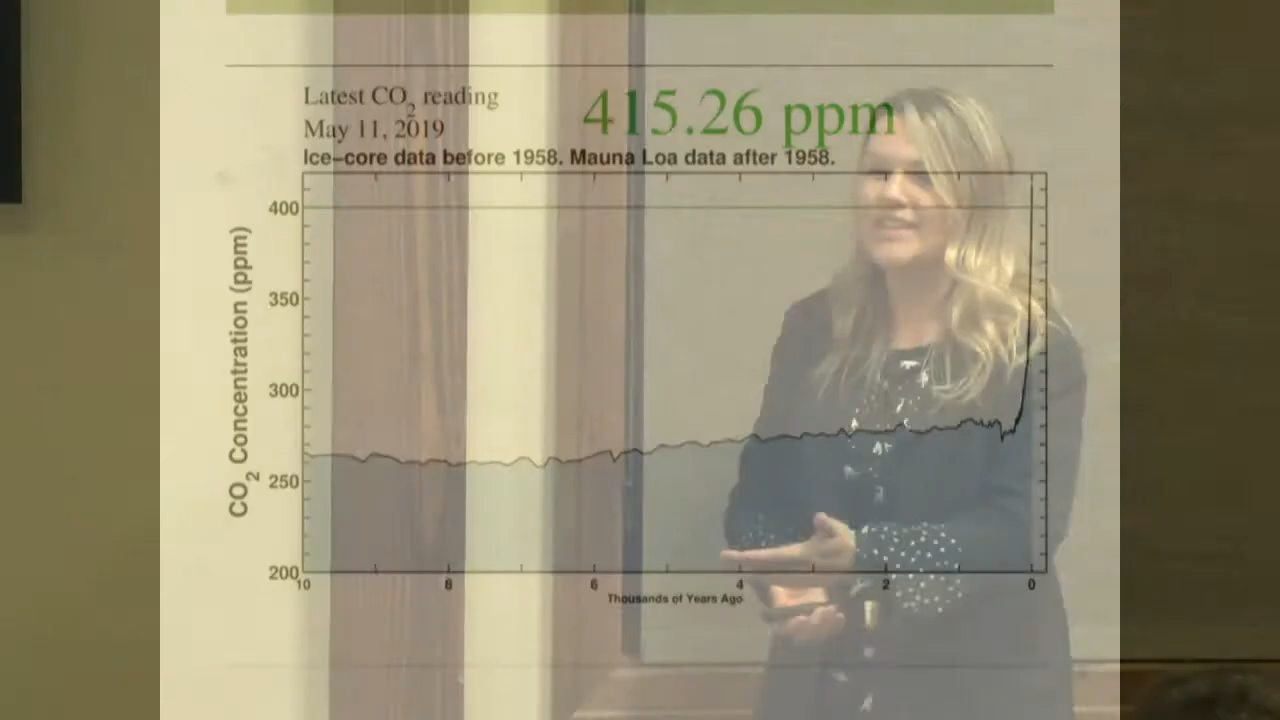 Latest CO2 reading
May 11, 2019
415.26 ppm
Ice-core data before 1958. Mauna Loa data after 1958.
CO2 Concentration (ppm)
400
350
300
250
200
10 8 6 4 2 0
Thousands of Years Ago